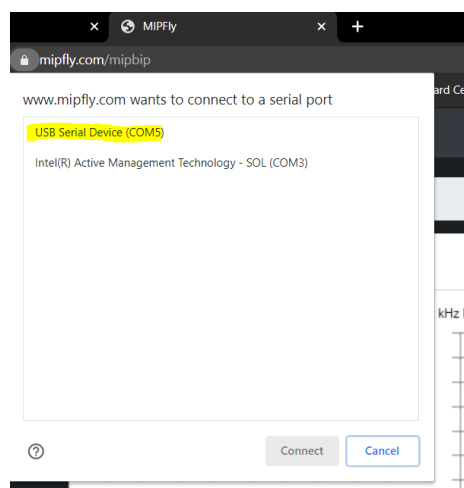 MIPFly
mipfly.com/mipbip
ard Ce
www.mipfly.com wants to connect to a serial port
USB Serial Device (COM5)
Intel(R) Active Management Technology - SOL (COM3)
kHz
Connect
Cancel